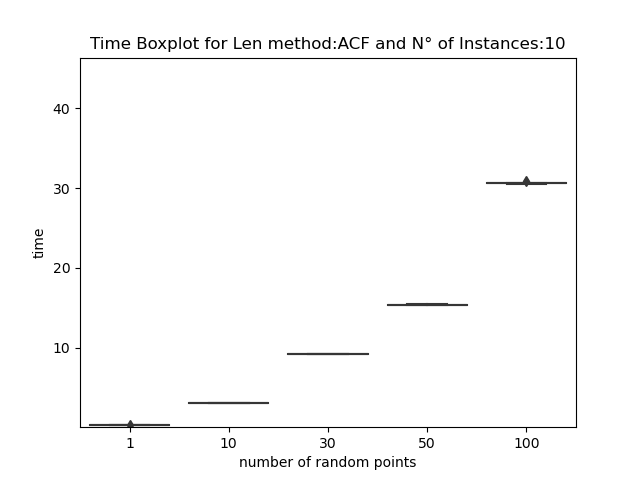 Time Boxplot for Len method:ACF and N° of Instances:10
40
30
20
10
time
1 10 30 50 100
number of random points